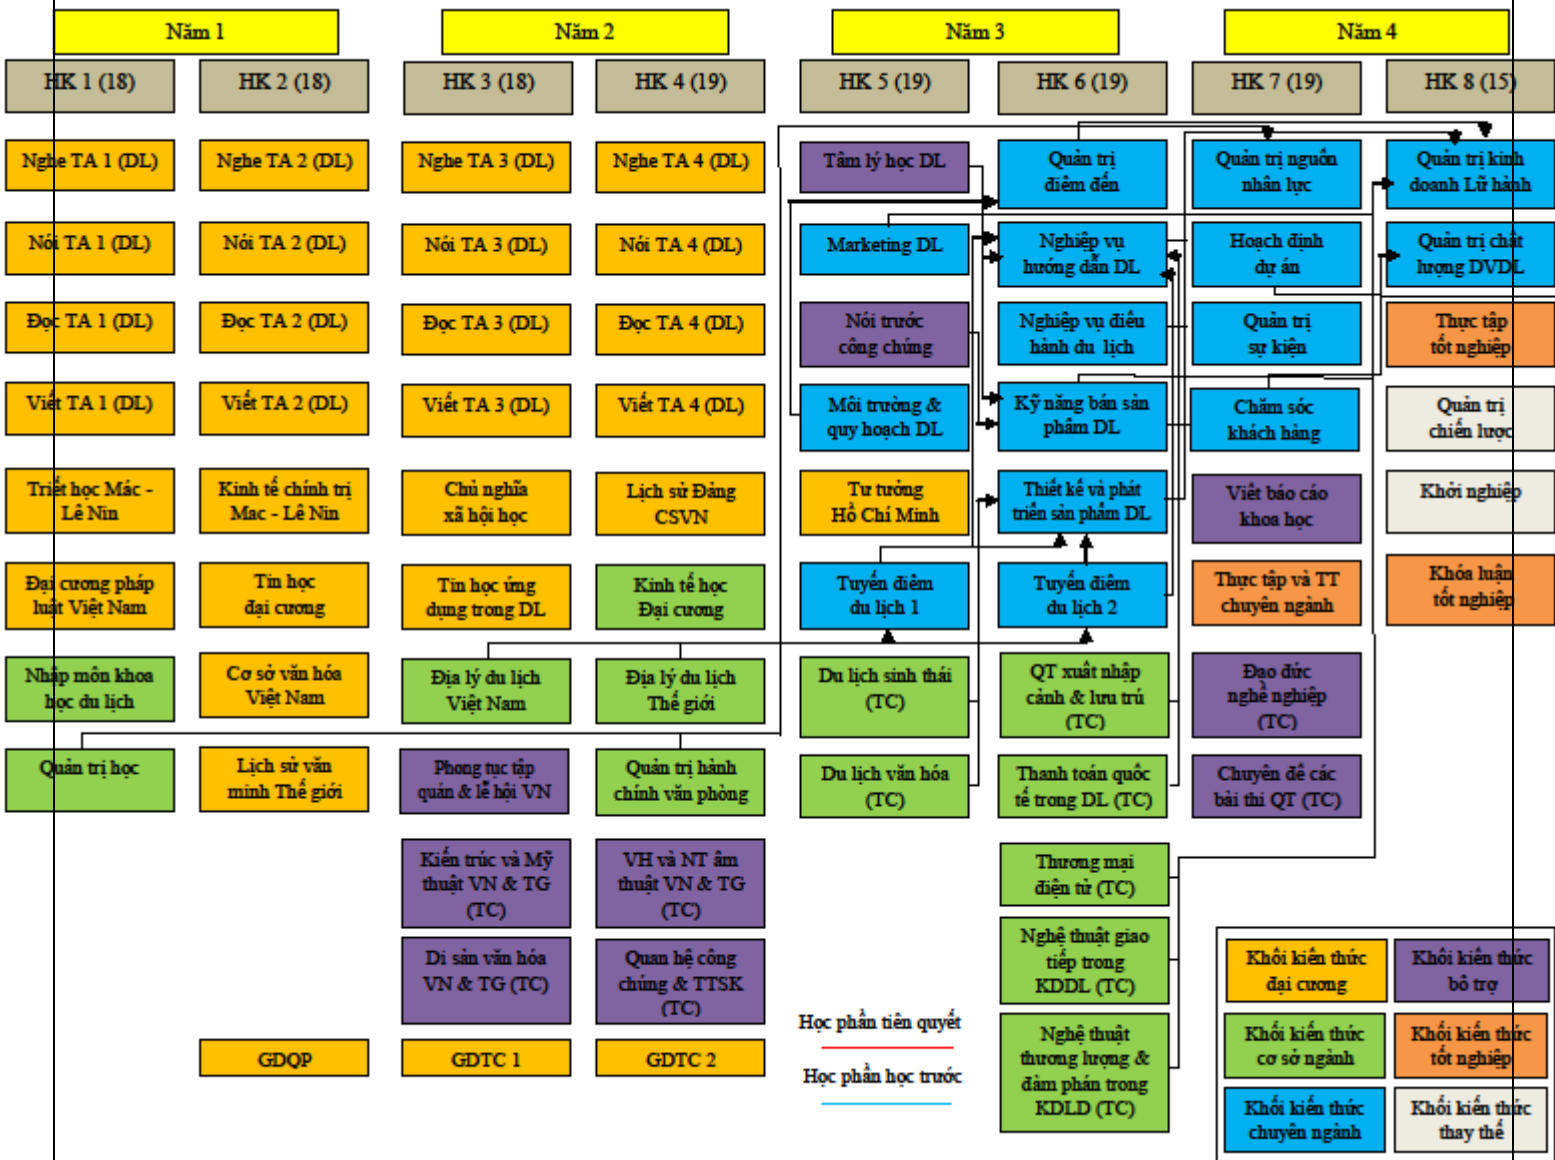 Năm 1
Năm 2
Năm 3
Năm 4
HK 1 (18)
HK 2 (18)
HK 3 (18)
HK 4 (19)
HK 5 (19)
HK 6 (19)
HK 7 (19)
HK 8 (15)
Nghe TA 1 (DL)
Nghe TA 2 (DL)
Nghe TA 3 (DL)
Nghe TA 4 (DL)
Tâm lý học DL
Quản trị
điểm đến
Quản trị nguồn
nhân lực
Quản trị kinh
doanh Lữ hành
Nói TA 1 (DL)
Nói TA 2 (DL)
Nói TA 3 (DL)
Nói TA 4 (DL)
Marketing DL
Nghiệp vụ
hướng dẫn DL
Hoạch định
dự án
Quản trị chất
lượng DVDL
Đọc TA 1 (DL)
Đọc TA 2 (DL)
Đọc TA 3 (DL)
Đọc TA 4 (DL)
Nói trước
công chúng
Nghiệp vụ điều
hành du lịch
Quản trị
sự kiện
Thực tập
tốt nghiệp
Viết TA 1 (DL)
Viết TA 2 (DL)
Viết TA 3 (DL)
Viết TA 4 (DL)
Môi trường &
quy hoạch DL
Kỹ năng bán sản
phẩm DL
Chăm sóc
khách hàng
Quản trị
chiến lược
Triết học Mác -
Lê Nin
Kinh tế chính trị
Mac - Lê Nin
Chủ nghĩa
xã hội học
Lịch sử Đảng
CSVN
Tư tưởng
Hồ Chí Minh
Thiết kế và phát
triển sản phẩm DL
Viết báo cáo
khoa học
Khởi nghiệp
Đại cương pháp
luật Việt Nam
Tin học
đại cương
Tin học ứng
dụng trong DL
Kinh tế học
Đại cương
Tuyến điểm
du lịch 1
Tuyến điểm
du lịch 2
Thực tập và TT
chuyên ngành
Khóa luận
tốt nghiệp
Nhập môn khoa
học du lịch
Cơ sở văn hóa
Việt Nam
Địa lý du lịch
Việt Nam
Địa lý du lịch
Thế giới
Du lịch sinh thái
(TC)
QT xuất nhập
cảnh & lưu trú
(TC)
Đạo đức
nghề nghiệp
(TC)
Quản trị học
Lịch sử văn
minh Thế giới
Phong tục tập
quán & lễ hội VN
Quản trị hành
chính văn phòng
Du lịch văn hóa
(TC)
Thanh toán quốc
tế trong DL (TC)
Chuyên đề các
bài thi QT (TC)
Kiến trúc và Mỹ
thuật VN & TG
(TC)
VH và NT âm
thuật VN & TG
(TC)
Thương mại
điện tử (TC)
Di sản văn hóa
VN & TG (TC)
Quan hệ công
chúng & TTSK
(TC)
Nghệ thuật giao
tiếp trong
KDDL (TC)
GDQP
GDTC 1
GDTC 2
Nghệ thuật
thương lượng &
đàm phán trong
KDLD (TC)
Học phần tiên quyết
Học phần học trước
Khối kiến thức
đại cương
Khối kiến thức
bổ trợ
Khối kiến thức
cơ sở ngành
Khối kiến thức
tốt nghiệp
Khối kiến thức
chuyên ngành
Khối kiến thức
thay thế